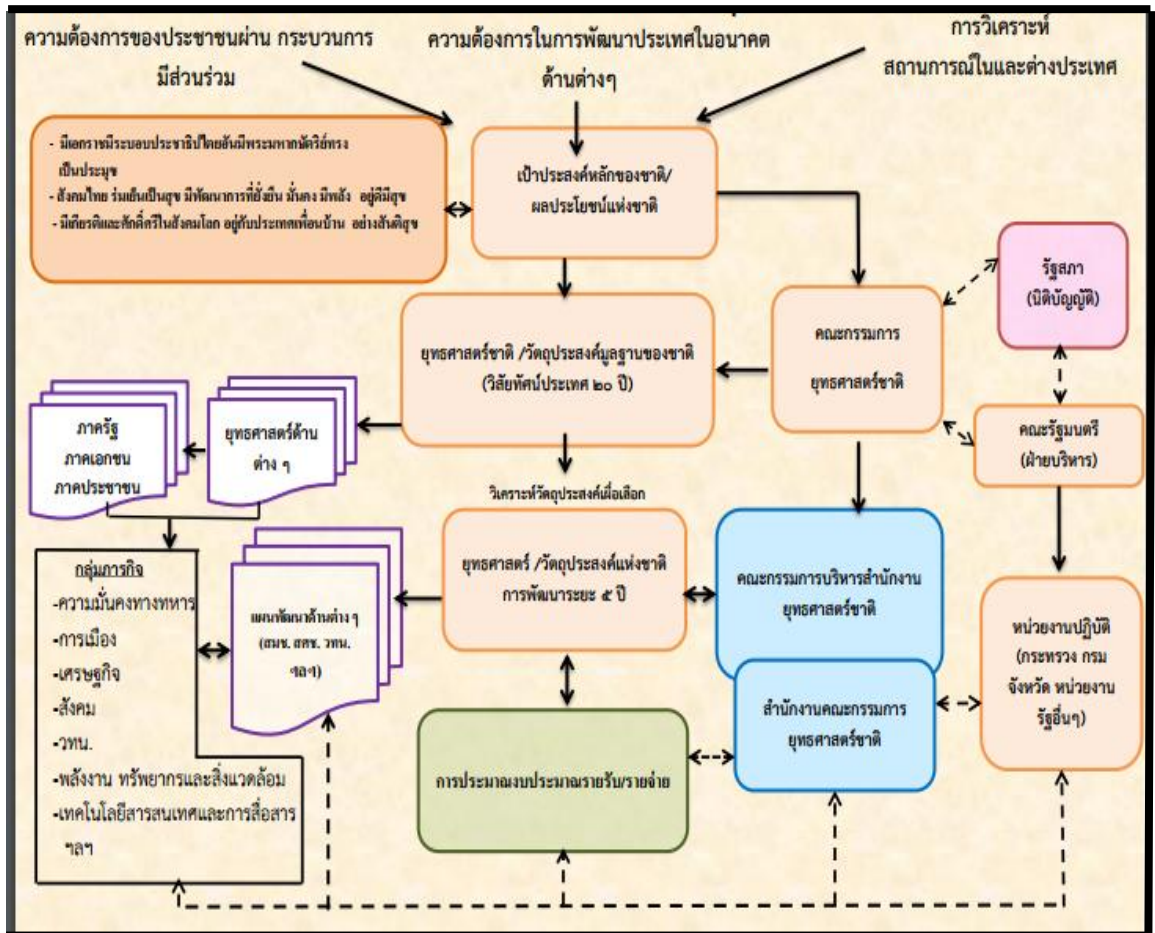 ความต้องการของประชาชนผ่าน กระบวนการ
มีส่วนร่วม
ความต้องการในการพัฒนาประเทศในอนาคต
ด้านต่างๆ
การวิเคราะห์
สถานการณ์ในและต่างประเทศ
- มีเอกราชมีระบอบประชาธิปไตยอันมีพระมหากษัตริย์ทรง
เป็นประมุข
- สังคมไทย ร่มเย็นเป็นสุข มีพัฒนาการที่ยั่งยืน มั่นคง มีพลัง อยู่ดีมีสุข
- มีเกียรติและศักดิ์ศรีในสังคมโลก อยู่กับประเทศเพื่อนบ้าน อย่างสันติสุข
เป้าประสงค์หลักของชาติ/
ผลประโยชน์แห่งชาติ
รัฐสภา
(นิติบัญญัติ)
ยุทธศาสตร์ชาติ /วัตถุประสงค์มูลฐานของชาติ
(วิสัยทัศน์ประเทศ ๒๐ ปี)
คณะกรรมการ
ยุทธศาสตร์ชาติ
คณะรัฐมนตรี
(ฝ่ายบริหาร)
ภาครัฐ
ภาคเอกชน
ภาคประชาชน
ยุทธศาสตร์ด้าน
ต่าง ๆ
วิเคราะห์วัตถุประสงค์เผื่อเลือก
ยุทธศาสตร์ /วัตถุประสงค์แห่งชาติ
การพัฒนาระยะ ๕ ปี
คณะกรรมการบริหารสำนักงาน
ยุทธศาสตร์ชาติ
สำนักงานคณะกรรมการ
ยุทธศาสตร์ชาติ
หน่วยงานปฏิบัติ
(กระทรวง กรม
จังหวัด หน่วยงาน
รัฐอื่นๆ)
กลุ่มภารกิจ
-ความมั่นคงทางทหาร
-การเมือง
-เศรษฐกิจ
-สังคม
-วทน.
-พลังงาน ทรัพยากรและสิ่งแวดล้อม
-เทคโนโลยีสารสนเทศและการสื่อสาร
ฯลฯ
แผนพัฒนาด้านต่าง ๆ
(สมช. สศช. วทน.
ฯลฯ)
การประมาณงบประมาณรายรับ/รายจ่าย